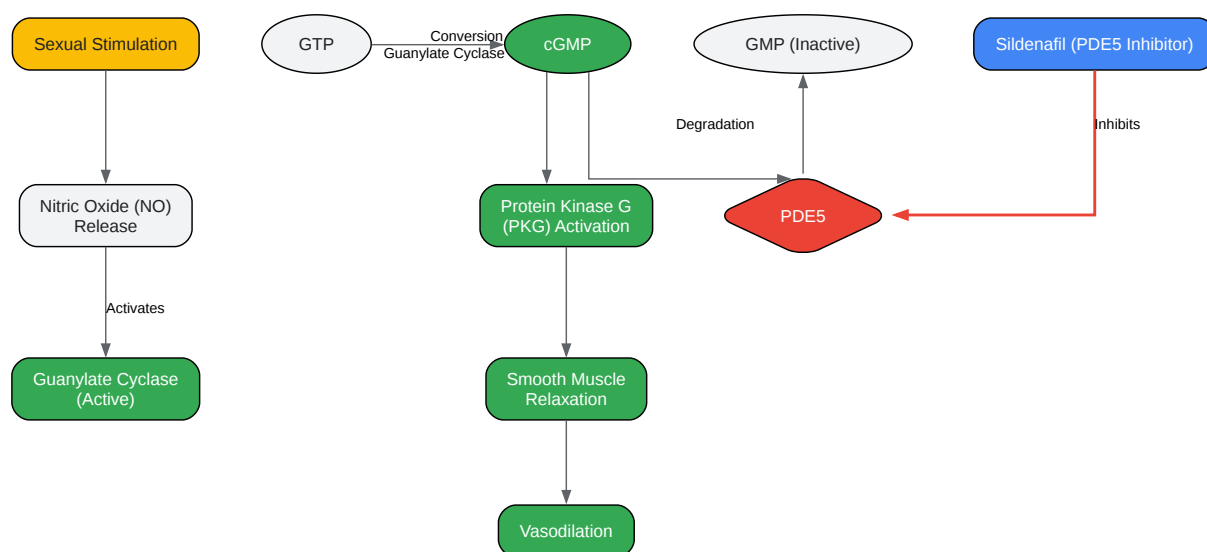 Sexual Stimulation
GTP
Conversion
Guanylate Cyclase
cGMP
GMP (Inactive)
Sildenafil (PDE5 Inhibitor)
Degradation
Inhibits
Nitric Oxide (NO)
Release
Protein Kinase G
(PKG) Activation
PDE5
Activates
Guanylate Cyclase
(Active)
Smooth Muscle
Relaxation
Vasodilation